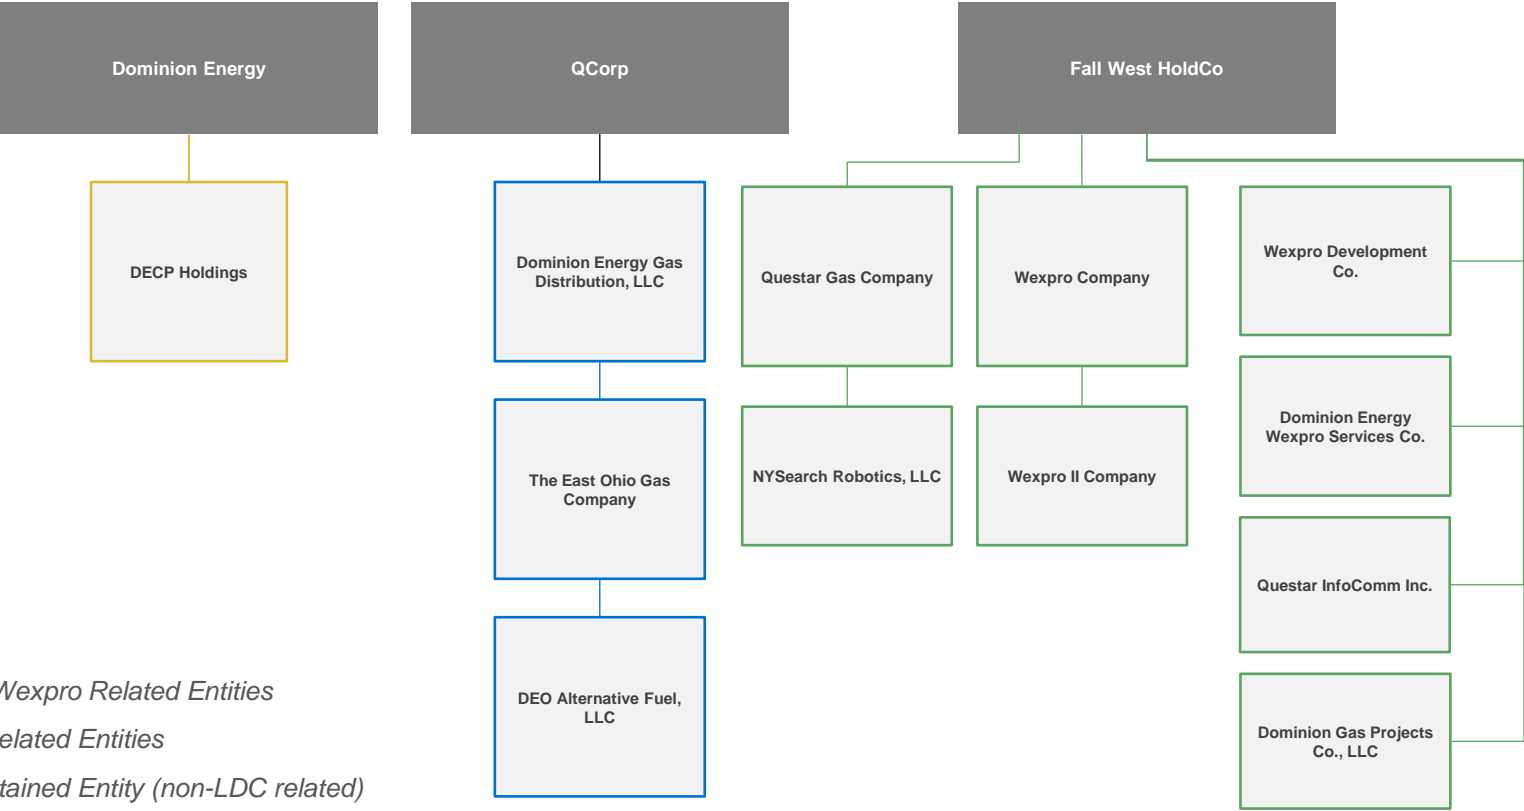 Dominion Energy
QCorp
Fall West HoldCo
DECP Holdings
Dominion Energy Gas
Distribution, LLC
Questar Gas Company
Wexpro Company
Wexpro Development
Co.
The East Ohio Gas
Company
NYSearch Robotics, LLC
Wexpro II Company
Dominion Energy
Wexpro Services Co.
Questar InfoComm Inc.
DEO Alternative Fuel,
LLC
Dominion Gas Projects
Co., LLC
Wexpro Related Entities
Entities
Entity (non-LDC related)